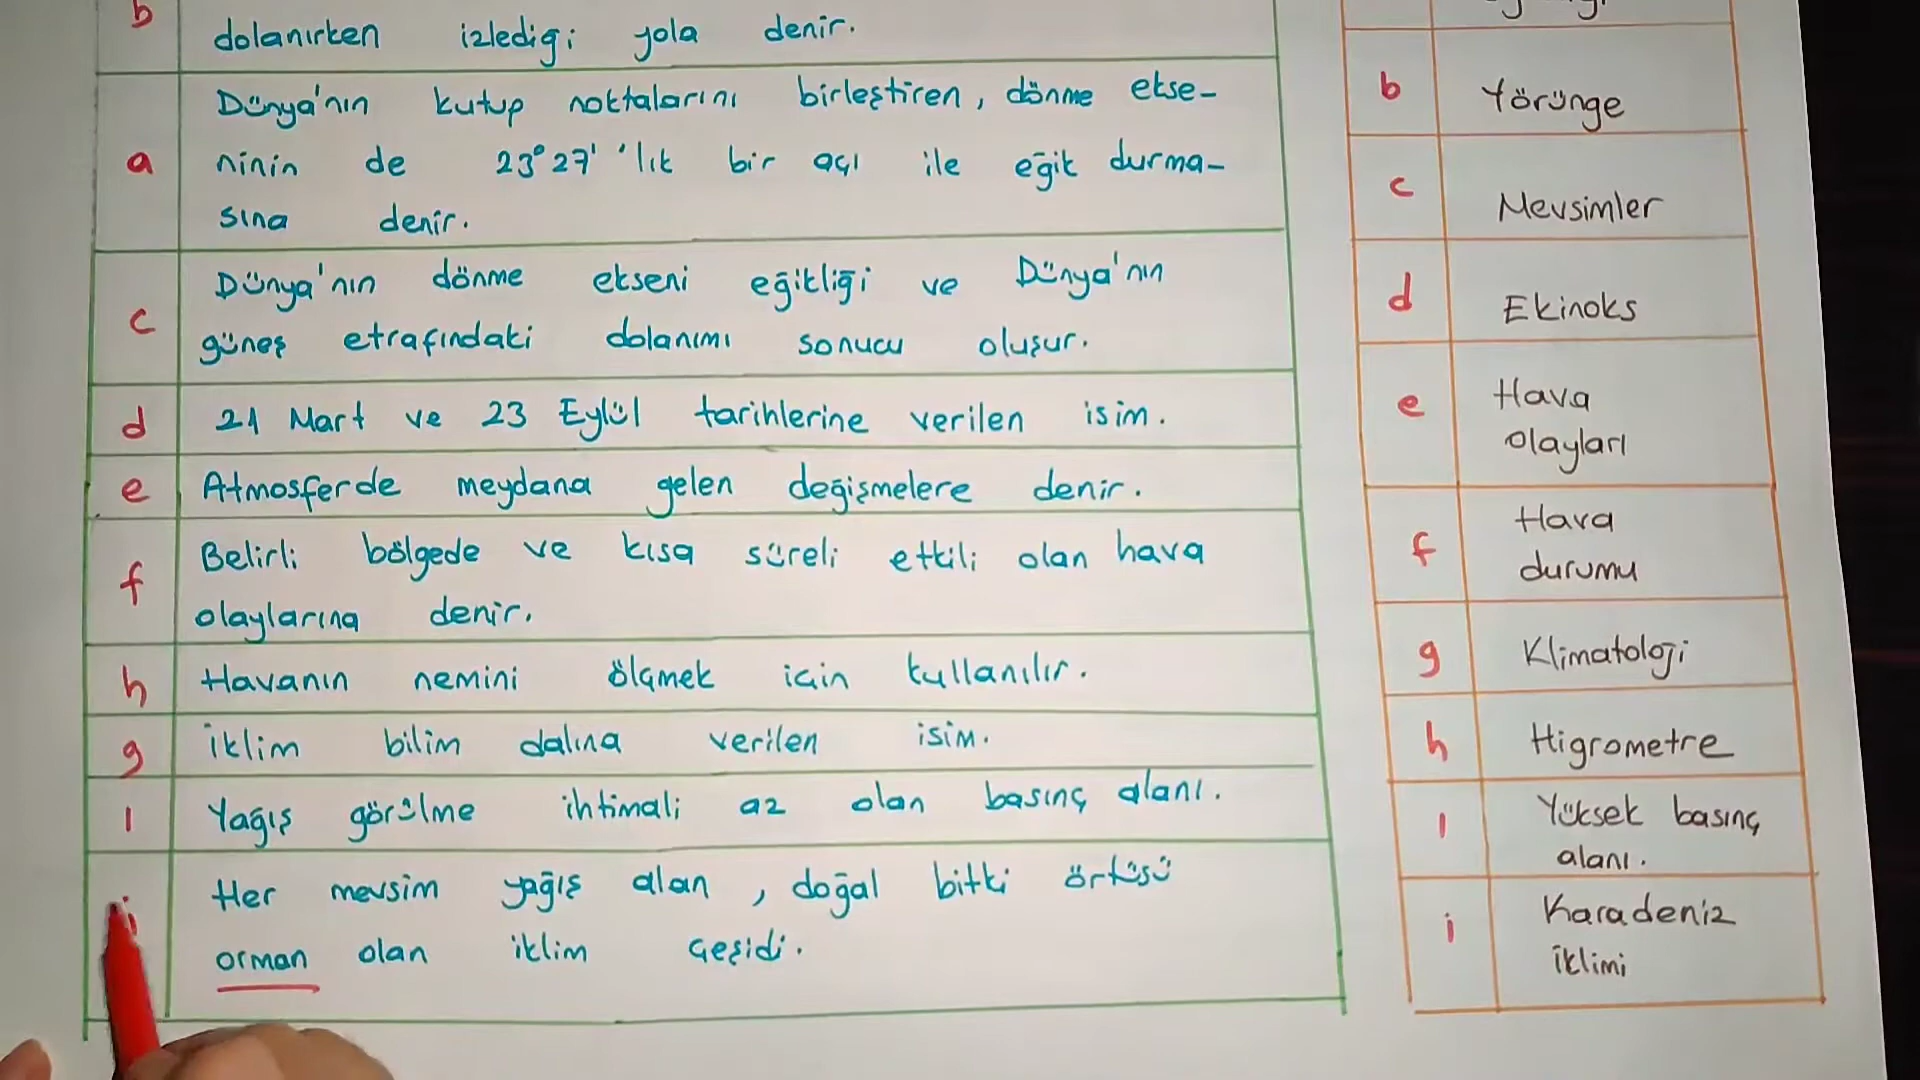 b
dolanırken izlediği yola denir.
a
Dünya'nın kutup noktalarını birleştiren, dönme ekse-
ninin de 23° 27' 'lık bir açı ile eğik durma-
sına denir.
c
Dünya'nın dönme ekseni eğikliği ve Dünya'nın
güneş etrafındaki dolanımı sonucu oluşur.
d
21 Mart ve 23 Eylül tarihlerine verilen isim.
e
Atmosferde meydana gelen değişmelere denir.
f
Belirli bölgede ve kısa süreli etkili olan hava
olaylarına denir.
h
Havanın nemini ölçmek için kullanılır.
g
İklim bilim dalına verilen isim.
ı
Yağış görülme ihtimali az olan basınç alanı.
i
Her mevsim yağış alan, doğal bitki örtüsü
orman olan iklim çeşidi.
b
Yörünge
c
Mevsimler
d
Ekinoks
e
Hava
olayları
f
Hava
durumu
g
Klimatoloji
h
Higrometre
ı
Yüksek basınç
alanı.
i
Karadeniz
İklimi